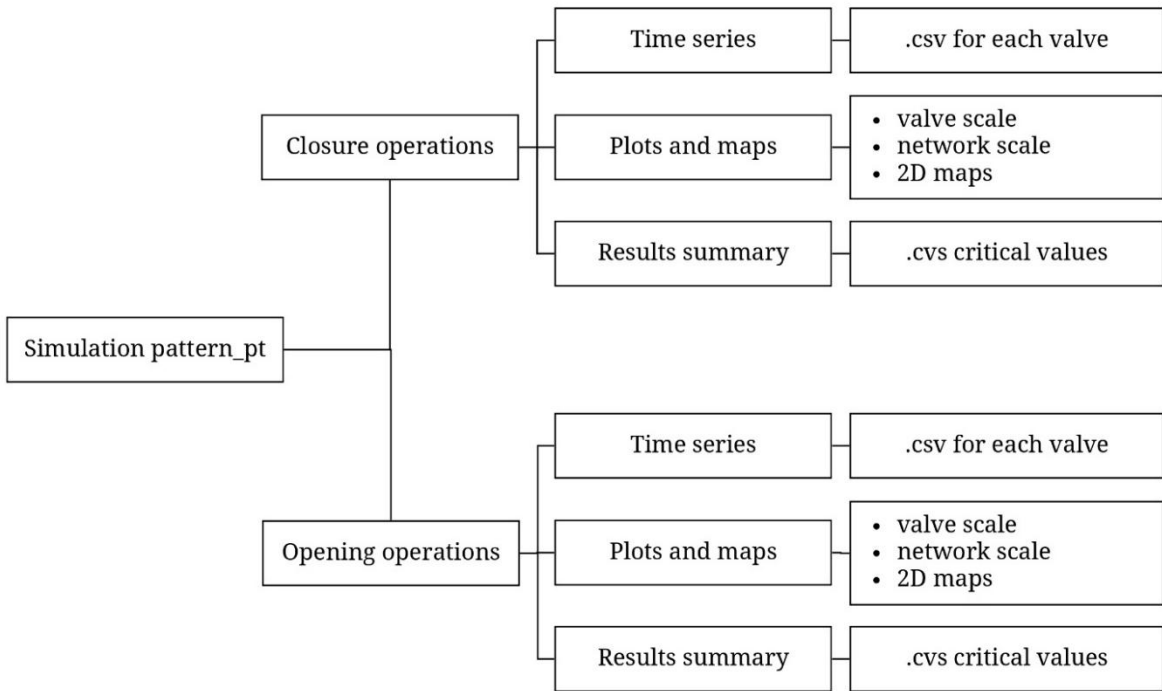 Time series
.csv for each valve
Closure operations
Plots and maps
• valve scale
• network scale
• 2D maps
Results summary
.cvs critical values
Simulation pattern_pt
Time series
.csv for each valve
Opening operations
Plots and maps
• valve scale
• network scale
• 2D maps
Results summary
.cvs critical values